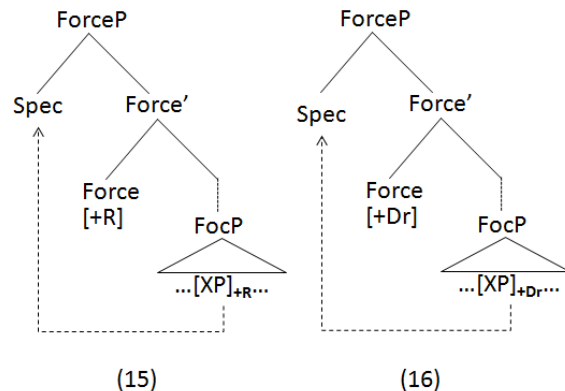 ForceP ForceP
Spec Force’ Spec Force’
Force Force
[+R] [+Dr]
FocP FocP
...[XP]+R... ...[XP]+Dr...
(15) (16)